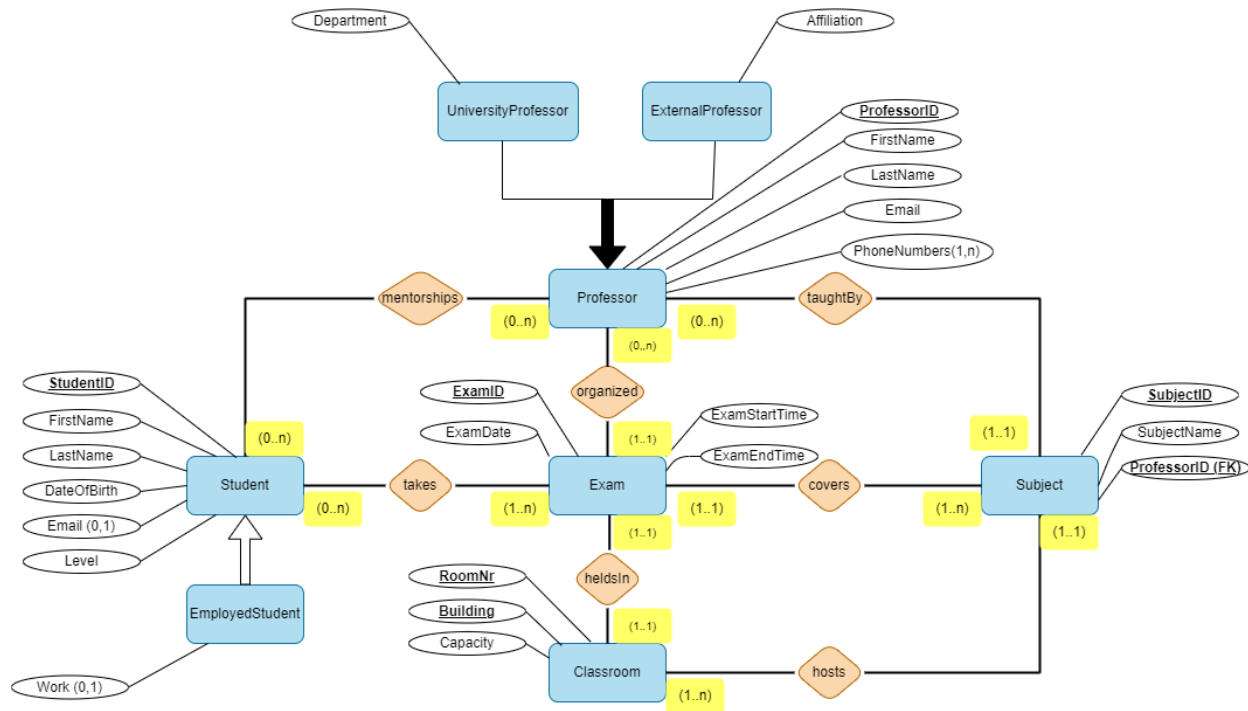 Department
Affiliation
UniversityProfessor
ExternalProfessor
ProfessorID
FirstName
LastName
Email
PhoneNumbers(1,n)
mentorships
Professor
taughtBy
(0..n)
(0..n)
(0..n)
StudentID
FirstName
LastName
DateOfBirth
Email (0,1)
Level
(0..n)
Student
(0..n)
takes
organized
ExamID
ExamDate
(1..1)
ExamStartTime
ExamEndTime
Exam
(1..n)
(1..1)
(1..1)
covers
(1..1)
SubjectID
SubjectName
ProfessorID (FK)
Subject
(1..n)
(1..1)
EmployedStudent
Work (0,1)
heldsIn
RoomNr
Building
Capacity
(1..1)
Classroom
(1..n)
hosts